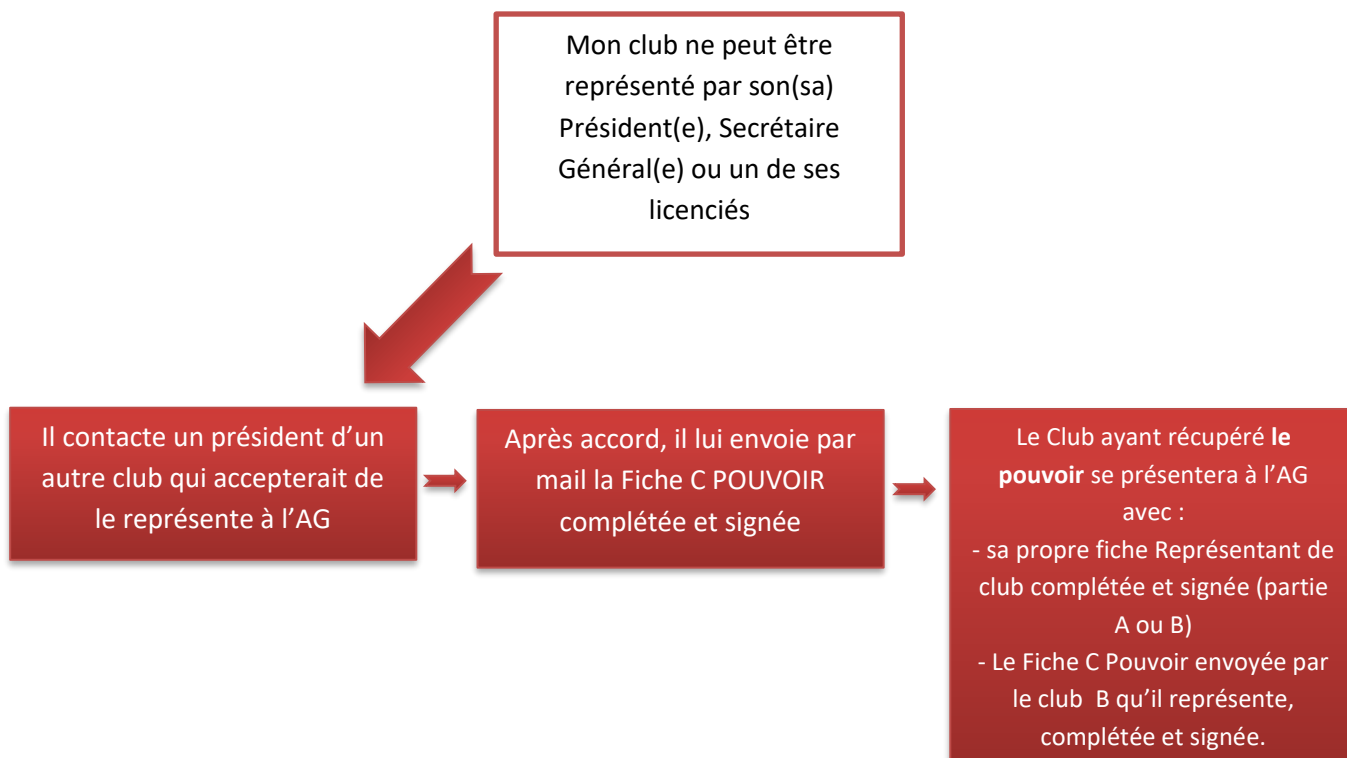 Mon club ne peut être
représenté par son(sa)
Président(e), Secrétaire
Général(e) ou un de ses
licenciés
Il contacte un président d’un
autre club qui accepterait de
le représente à l’AG
Après accord, il lui envoie par
mail la Fiche C POUVOIR
complétée et signée
Le Club ayant récupéré le
pouvoir se présentera à l’AG
avec :
- sa propre fiche Représentant de
club complétée et signée (partie
A ou B)
- Le Fiche C Pouvoir envoyée par
le club B qu’il représente,
complétée et signée.